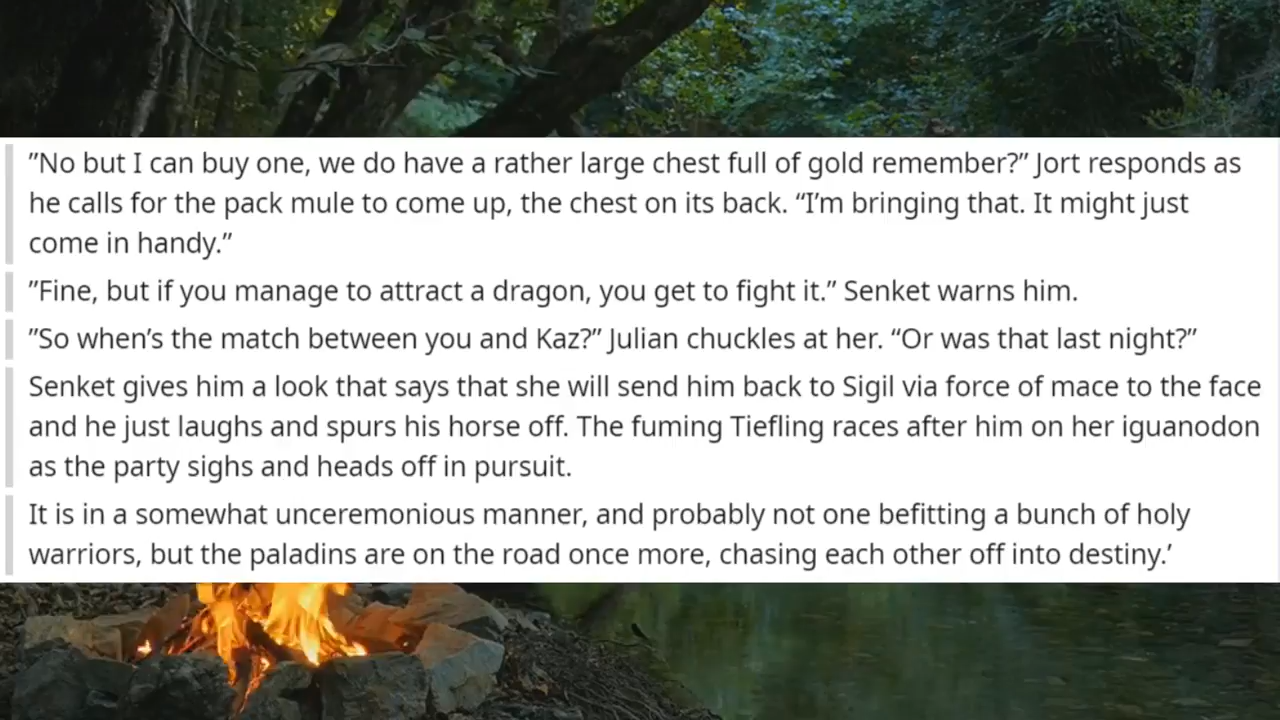 ”No but I can buy one, we do have a rather large chest full of gold remember?” Jort responds as
he calls for the pack mule to come up, the chest on its back. “I’m bringing that. It might just
come in handy.”
”Fine, but if you manage to attract a dragon, you get to fight it.” Senket warns him.
”So when’s the match between you and Kaz?” Julian chuckles at her. “Or was that last night?”
Senket gives him a look that says that she will send him back to Sigil via force of mace to the face
and he just laughs and spurs his horse off. The fuming Tiefling races after him on her iguanodon
as the party sighs and heads off in pursuit.
It is in a somewhat unceremonious manner, and probably not one befitting a bunch of holy
warriors, but the paladins are on the road once more, chasing each other off into destiny.’